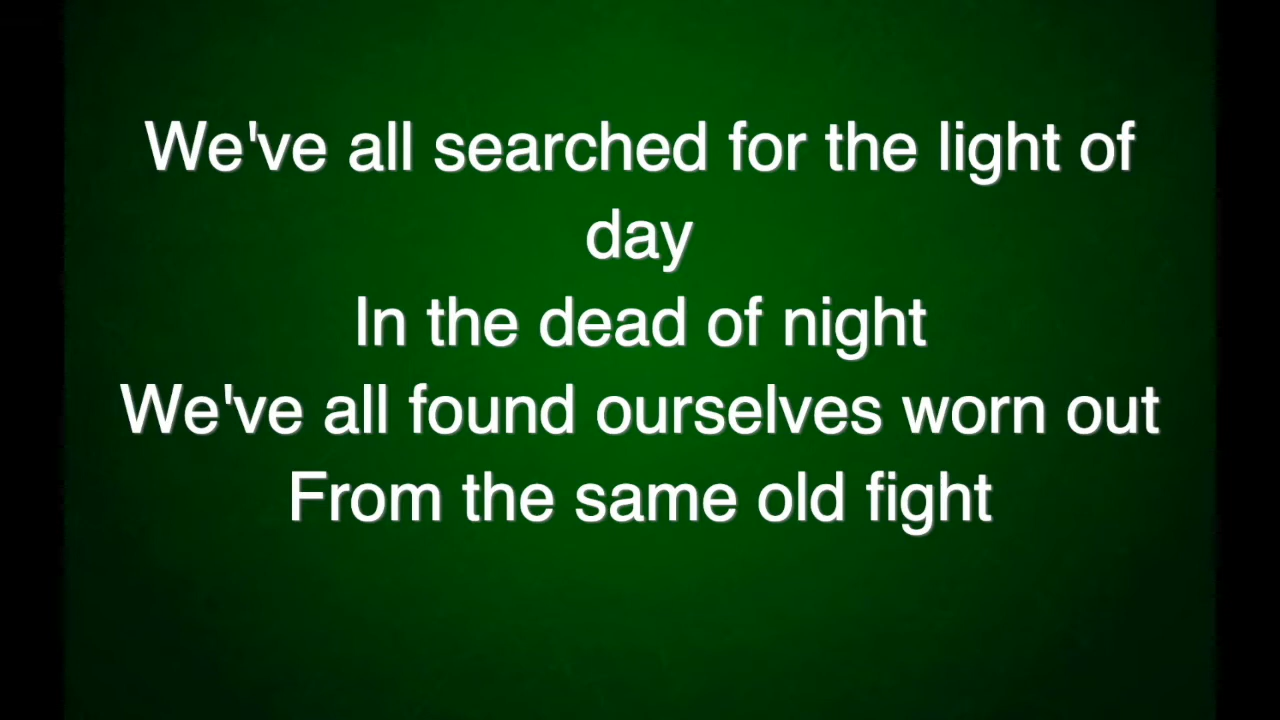 We've all searched for the light of
day
In the dead of night
We've all found ourselves worn out
From the same old fight